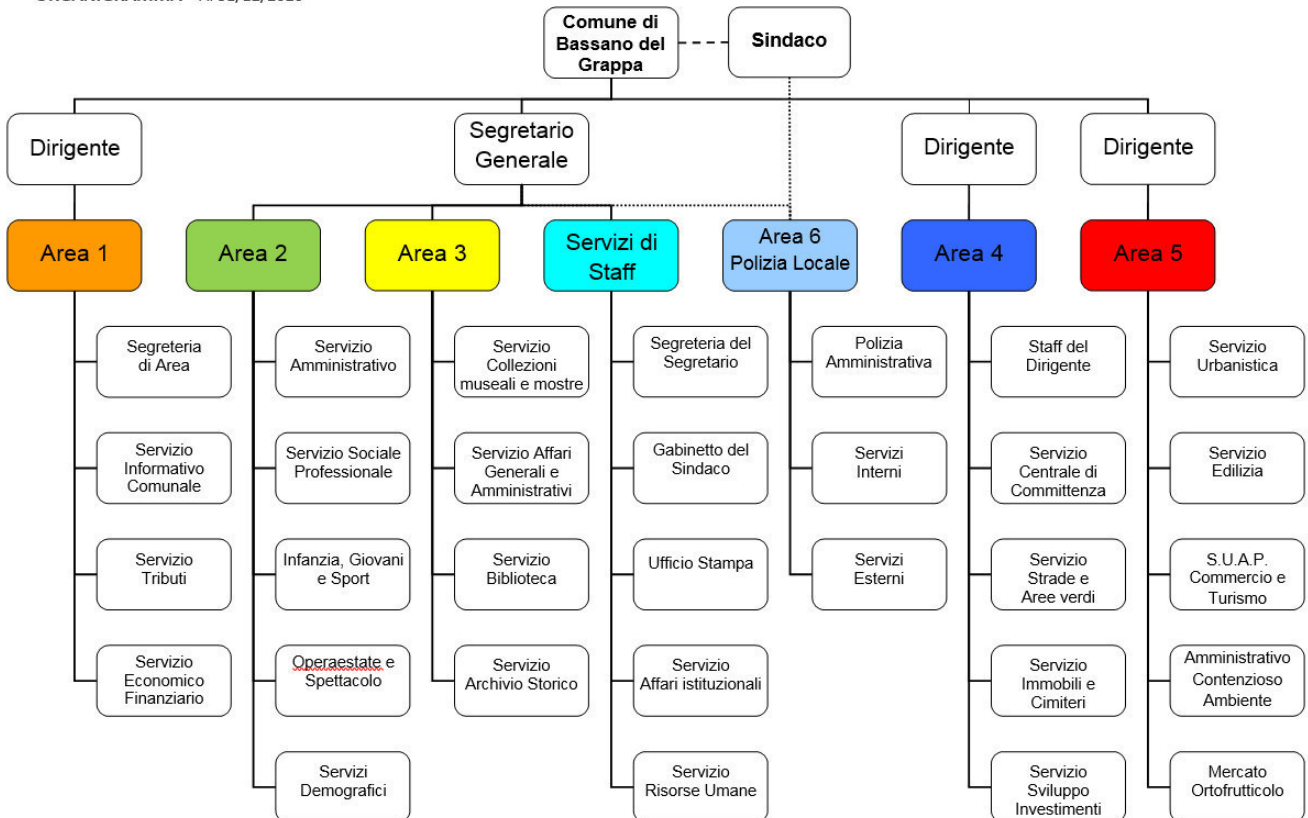 Comune di
Bassano del
Grappa
Sindaco
Dirigente
Segretario
Generale
Dirigente
Dirigente
Area 1
Area 2
Area 3
Servizi di
Staff
Area 6
Polizia Locale
Area 4
Area 5
Segreteria
di Area
Servizio
Informativo
Comunale
Servizio
Tributi
Servizio
Economico
Finanziario
Servizio
Amministrativo
Servizio Sociale
Professionale
Infanzia, Giovani
e Sport
Operaestate e
Spettacolo
Servizi
Demografici
Servizio
Collezioni
museali e mostre
Servizio Affari
Generali e
Amministrativi
Servizio
Biblioteca
Servizio
Archivio Storico
Segreteria del
Segretario
Gabinetto del
Sindaco
Ufficio Stampa
Servizio
Affari istituzionali
Servizio
Risorse Umane
Polizia
Amministrativa
Servizi
Interni
Servizi
Esterni
Staff del
Dirigente
Servizio
Centrale di
Committenza
Servizio
Strade e
Aree verdi
Servizio
Immobili e
Cimiteri
Servizio
Sviluppo
Investimenti
Servizio
Urbanistica
Servizio
Edilizia
S.U.A.P.
Commercio e
Turismo
Amministrativo
Contenzioso
Ambiente
Mercato
Ortofrutticolo